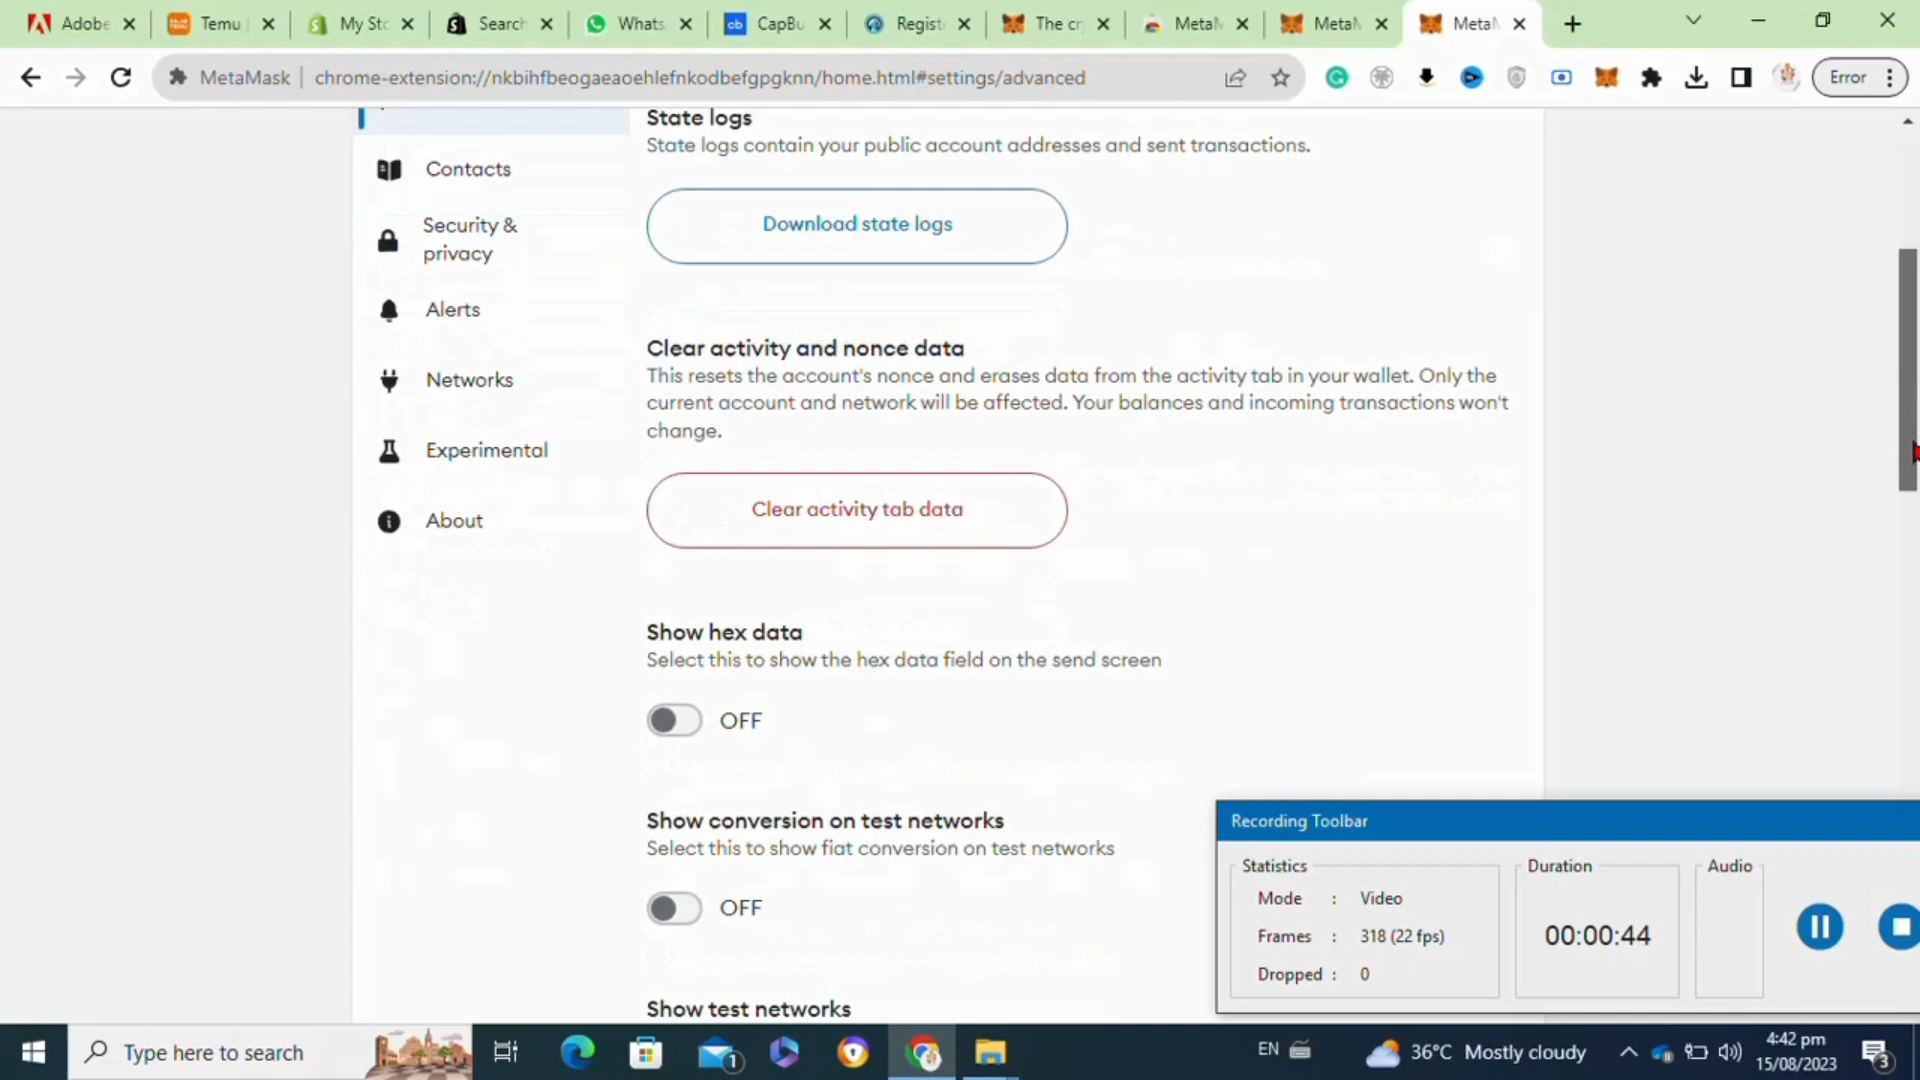 Adobe
Temu
My Sto
Search
Whats
CapBu
Registe
The cr
MetaM
MetaM
MetaM
MetaMask
chrome-extension://nkbihfbeogaeaoehlefnkodbefgpgknn/home.html#settings/advanced
Error
State logs
State logs contain your public account addresses and sent transactions.
Download state logs
Contacts
Security &
privacy
Alerts
Networks
Experimental
About
Clear activity and nonce data
This resets the account's nonce and erases data from the activity tab in your wallet. Only the
current account and network will be affected. Your balances and incoming transactions won't
change.
Clear activity tab data
Show hex data
Select this to show the hex data field on the send screen
OFF
Show conversion on test networks
Select this to show fiat conversion on test networks
OFF
Show test networks
Recording Toolbar
Statistics
Mode : Video
Frames : 318 (22 fps)
Dropped : 0
Duration
00:00:44
Audio
Type here to search
1
EN
36°C Mostly cloudy
4:42 pm
15/08/2023
3